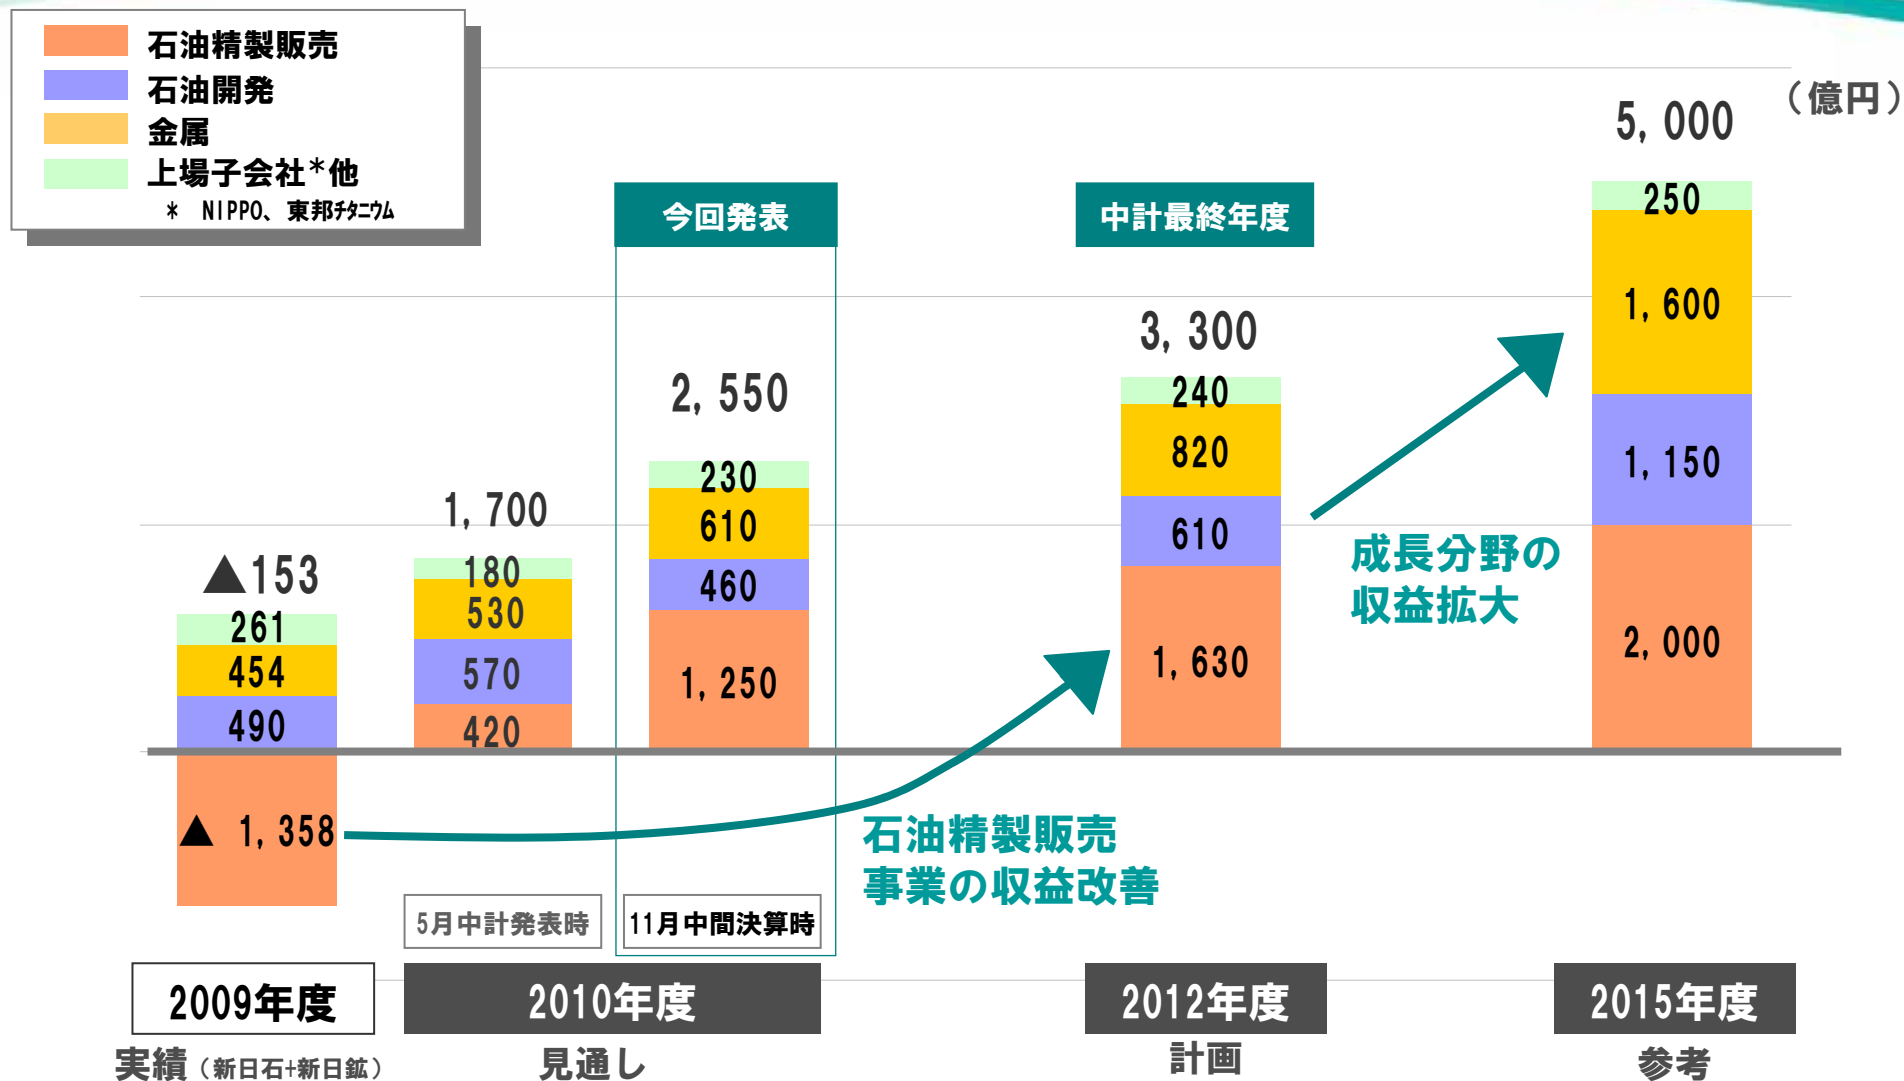 石油精製販売
石油開発
金属
上場子会社*他
* NIPPO、東邦ﾁﾀﾆｳﾑ
（億円）
今回発表
中計最終年度
▲153
261
454
490
▲ 1,358
1,700
180
530
570
420
2,550
230
610
460
1,250
3,300
240
820
610
1,630
5,000
250
1,600
1,150
2,000
成長分野の
収益拡大
石油精製販売
事業の収益改善
5月中計発表時
11月中間決算時
2009年度
2010年度
2012年度
2015年度
実績（新日石+新日鉱）
見通し
計画
参考